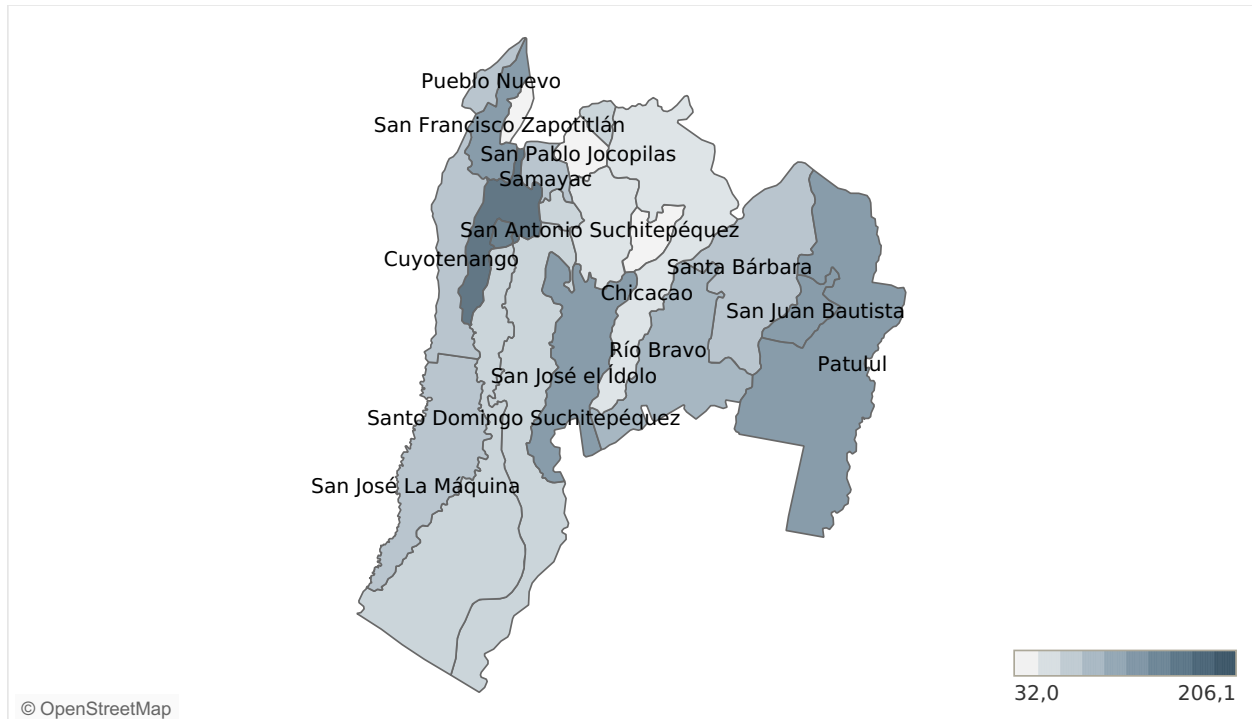 Pueblo Nuevo
San Francisco Zapotitlán
San Pablo Jocopilas
Samayac
San Antonio Suchitepéquez
Cuyotenango
Santa Bárbara
Chicacao
San Juan Bautista
Río Bravo
Patulul
San José el Ídolo
Santo Domingo Suchitepéquez
San José La Máquina
32,0 206,1
© OpenStreetMap